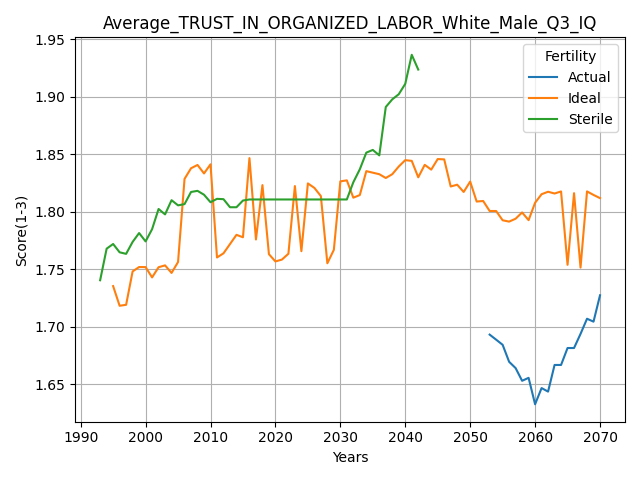 Average_TRUST_IN_ORGANIZED_LABOR_White_Male_Q3_IQ
Score(1-3)
1.95
1.90
1.85
1.80
1.75
1.70
1.65
Fertility
Actual
Ideal
Sterile
1990 2000 2010 2020 2030 2040 2050 2060 2070
Years